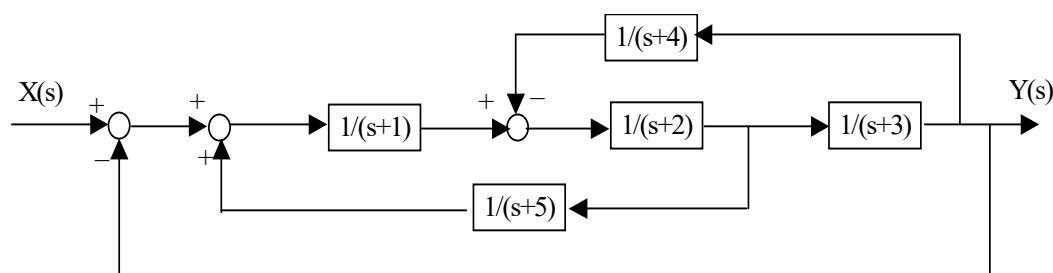 1/(s+4)
X(s)
Y(s)
+
+
+
−
1/(s+1)
1/(s+2)
1/(s+3)
−
+
1/(s+5)